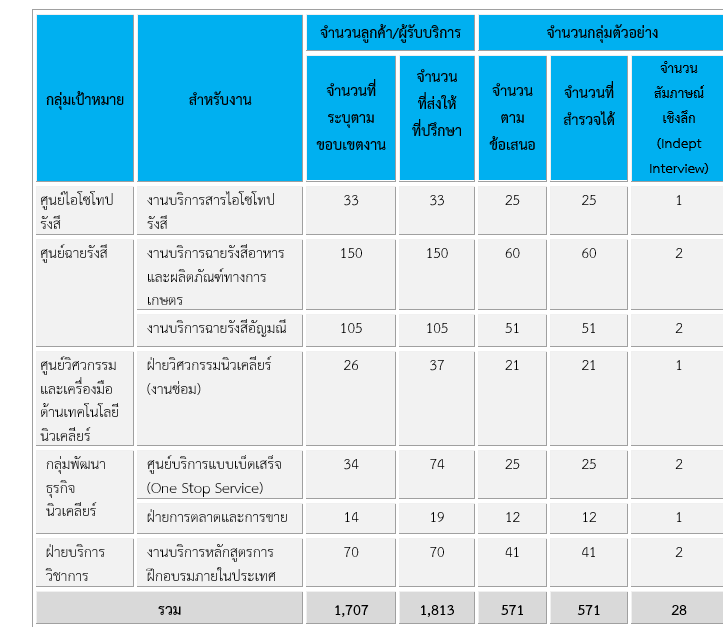 จำนวนลูกค้า/ผู้รับบริการ จำนวนกลุ่มตัวอย่าง
กลุ่มเป้าหมาย สำหรับงาน
จำนวนที่
ระบุตาม
ขอบเขตงาน
จำนวน
ที่ส่งให้
ที่ปรึกษา
จำนวน
ตาม
ข้อเสนอ
จำนวนที่
สำรวจได้
จำนวน
สัมภาษณ์
เชิงลึก
(Indept
Interview)
ศูนย์ไอโซโทป
รังสี
งานบริการสารไอโซโทป
รังสี
33 33 25 25 1
ศูนย์ฉายรังสี
งานบริการฉายรังสีอาหาร
และผลิตภัณฑ์ทางการ
เกษตร
150 150 60 60 2
งานบริการฉายรังสีอัญมณี 105 105 51 51 2
ศูนย์วิศวกรรม
และเครื่องมือ
ด้านเทคโนโลยี
นิวเคลียร์
ฝ่ายวิศวกรรมนิวเคลียร์
(งานซ่อม)
26 37 21 21 1
กลุ่มพัฒนา
ธุรกิจ
นิวเคลียร์
ศูนย์บริการแบบเบ็ดเสร็จ
(One Stop Service)
34 74 25 25 2
ฝ่ายการตลาดและการขาย 14 19 12 12 1
ฝ่ายบริการ
วิชาการ
งานบริการหลักสูตรการ
ฝึกอบรมภายในประเทศ
70 70 41 41 2
รวม 1,707 1,813 571 571 28